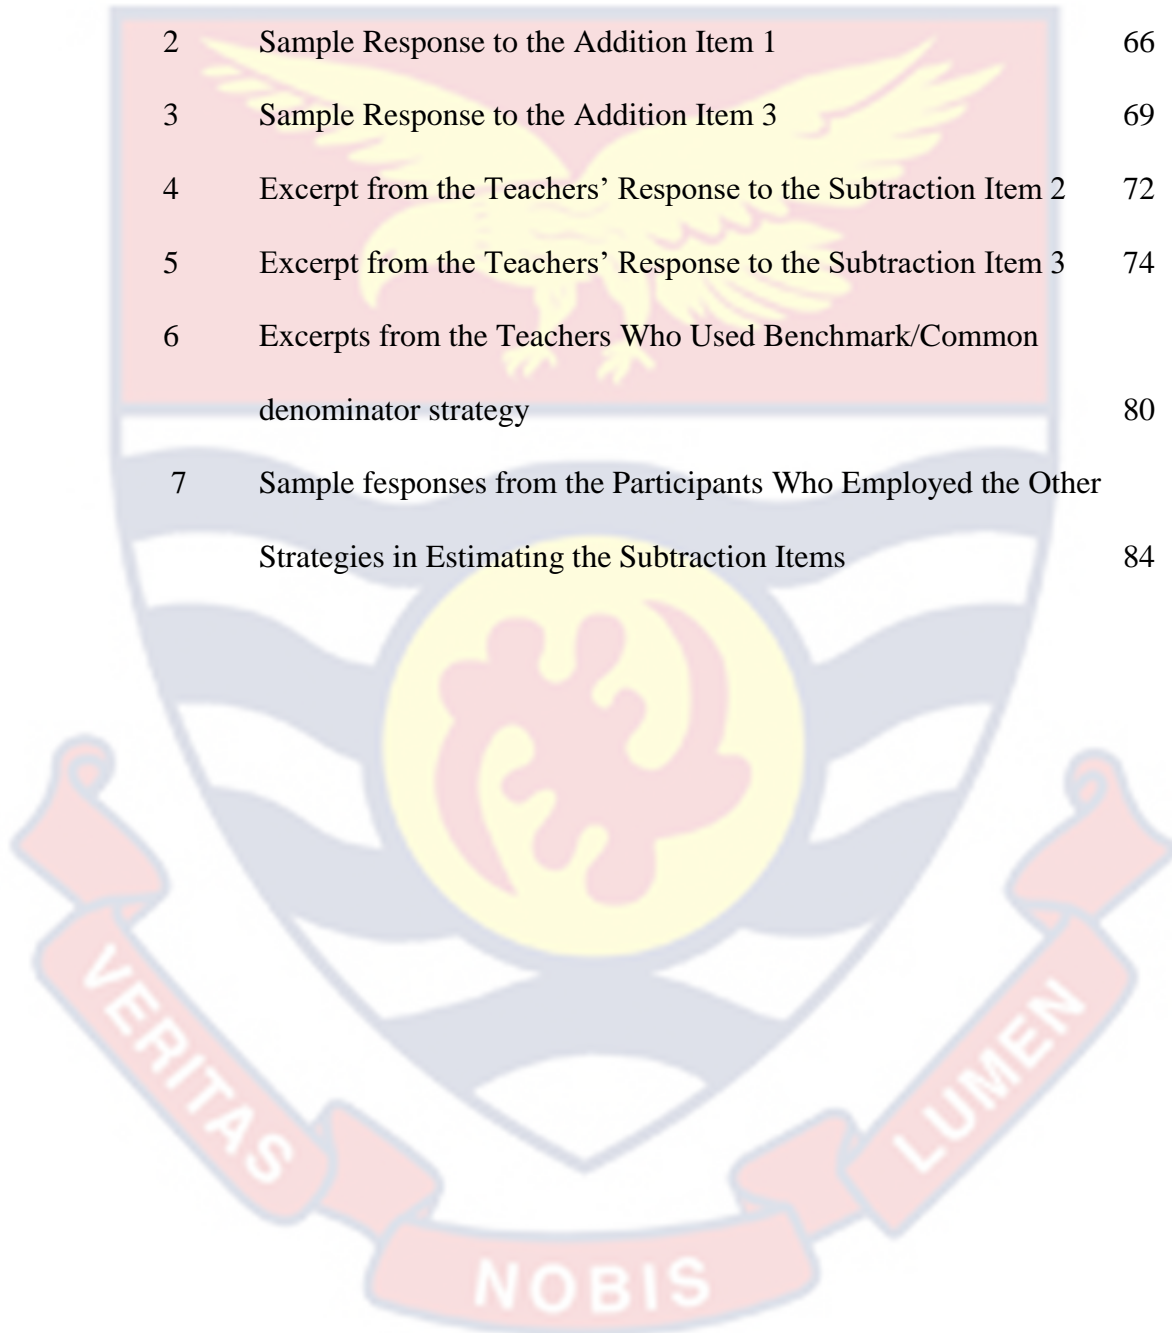 2 Sample Response to the Addition Item 1 66
3 Sample Response to the Addition Item 3 69
4 Excerpt from the Teachers’ Response to the Subtraction Item 2 72
5 Excerpt from the Teachers’ Response to the Subtraction Item 3 74
6 Excerpts from the Teachers Who Used Benchmark/Common
denominator strategy 80
7 Sample fesponses from the Participants Who Employed the Other
Strategies in Estimating the Subtraction Items 84
VERITAS
NOBIS
LUMEN